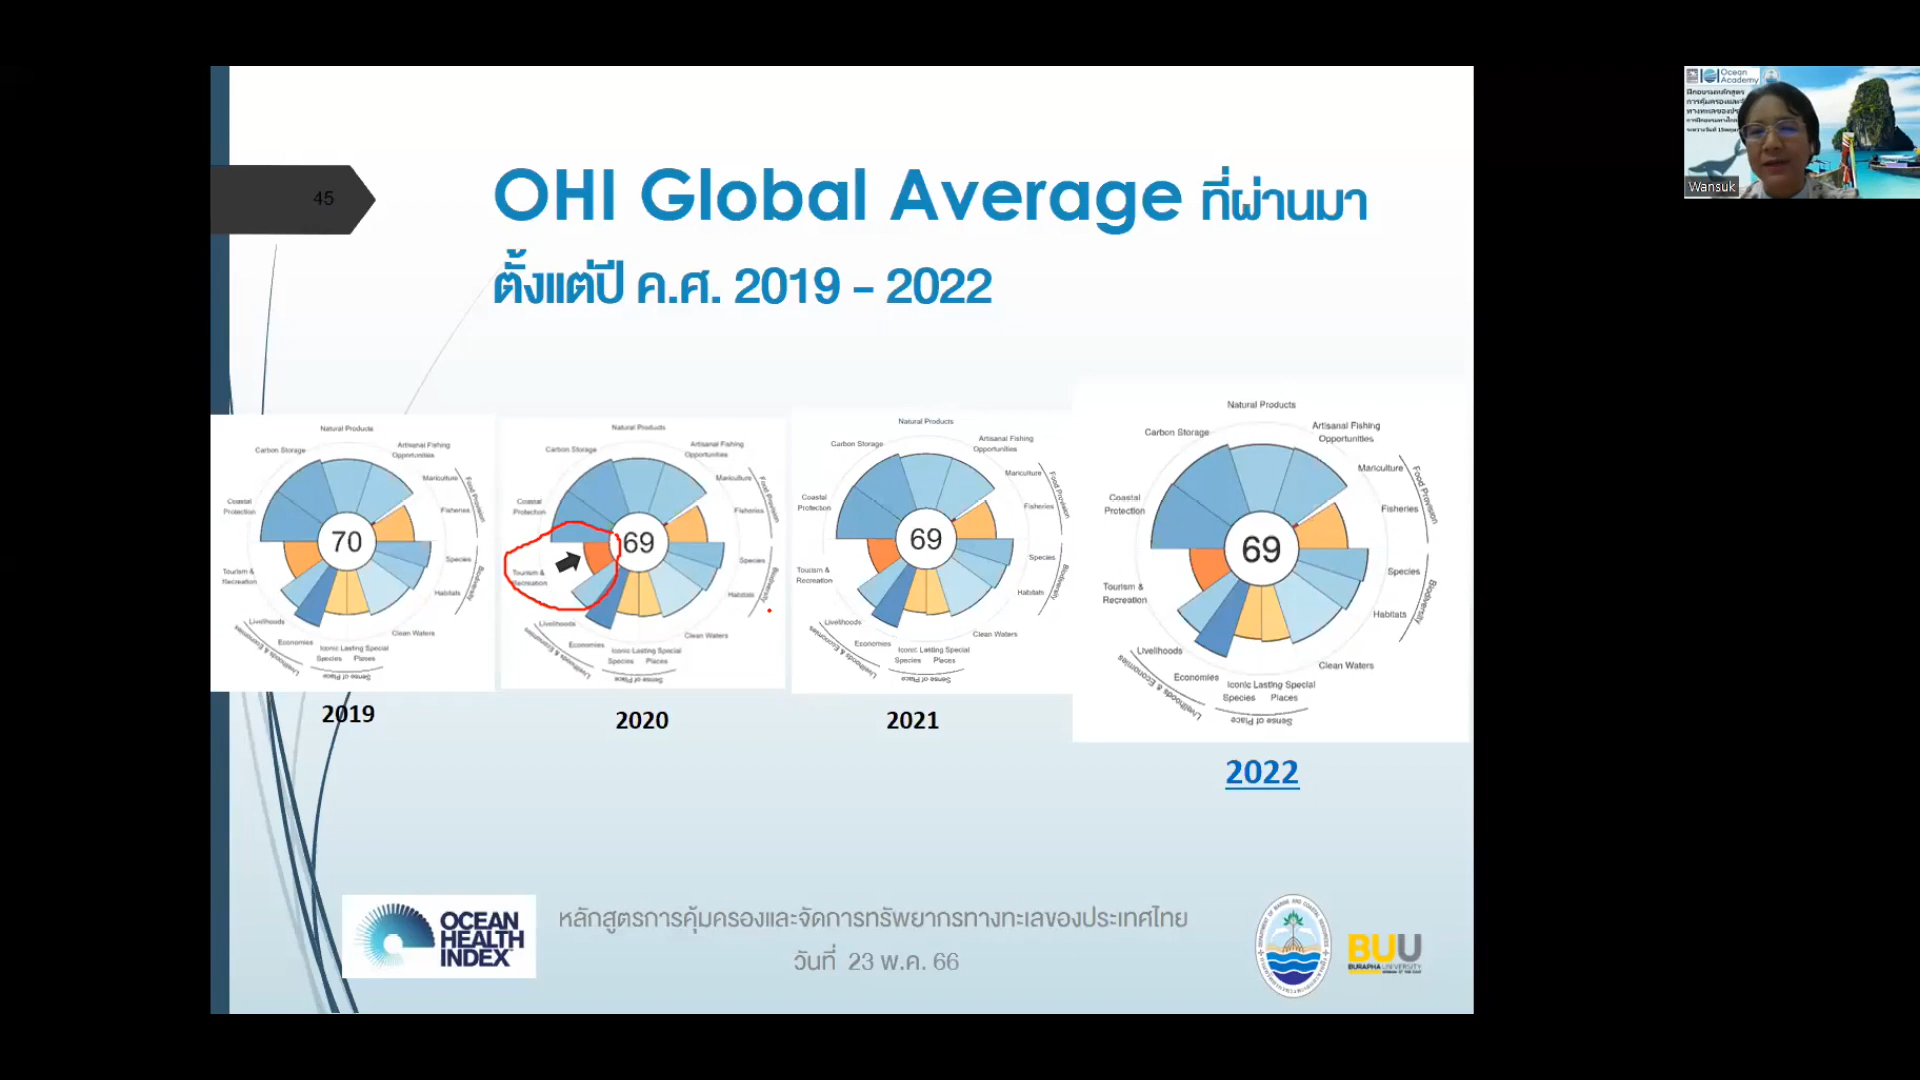 45
OHI Global Average ที่ผ่านมา
ตั้งแต่ปี ค.ศ. 2019 - 2022
Natural Products
Carbon Storage
Artisanal Fishing
Opportunities
Mariculture
Fisheries
Food Provision
Species
Habitats
Biodiversity
Clean Waters
Lasting Special
Places
Iconic
Species
Sense of Place
Economies
Livelihoods
Livelihoods & Economies
Tourism &
Recreation
Coastal
Protection
70
2019
Natural Products
Carbon Storage
Artisanal Fishing
Opportunities
Mariculture
Fisheries
Food Provision
Species
Habitats
Biodiversity
Clean Waters
Lasting Special
Places
Iconic
Species
Sense of Place
Economies
Livelihoods
Livelihoods & Economies
Tourism &
Recreation
Coastal
Protection
69
2020
Natural Products
Carbon Storage
Artisanal Fishing
Opportunities
Mariculture
Fisheries
Food Provision
Species
Habitats
Biodiversity
Clean Waters
Lasting Special
Places
Iconic
Species
Sense of Place
Economies
Livelihoods
Livelihoods & Economies
Tourism &
Recreation
Coastal
Protection
69
2021
Natural Products
Carbon Storage
Artisanal Fishing
Opportunities
Mariculture
Fisheries
Food Provision
Species
Habitats
Biodiversity
Clean Waters
Lasting Special
Places
Iconic
Species
Sense of Place
Economies
Livelihoods
Livelihoods & Economies
Tourism &
Recreation
Coastal
Protection
69
2022
OCEAN
HEALTH
INDEX
หลักสูตรการคุ้มครองและจัดการทรัพยากรทางทะเลของประเทศไทย
วันที่ 23 พ.ค. 66
BUU
BURAPHA UNIVERSITY
Ocean
Academy
Wansuk